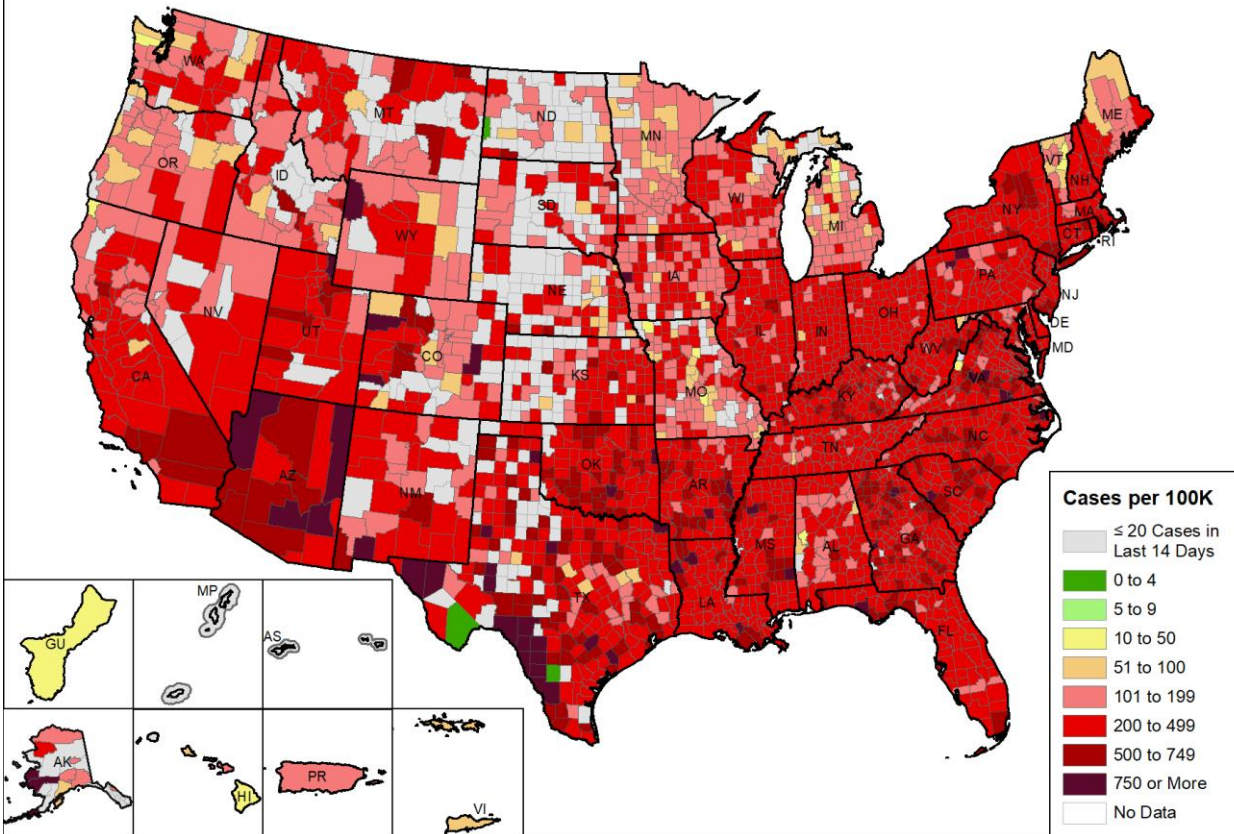 WA
MT
ND
MN
ME
OR
ID
SD
WI
VT
NH
NY
MA
CT
RI
WY
MI
NE
IA
PA
NJ
NV
UT
CO
IL
IN
OH
DE
MD
WV
CA
KS
MO
KY
VA
AZ
NM
OK
AR
TN
NC
SC
MS
AL
GA
TX
LA
FL
GU
MP
AS
AK
HI
PR
VI
Cases per 100K
≤ 20 Cases in
Last 14 Days
0 to 4
5 to 9
10 to 50
51 to 100
101 to 199
200 to 499
500 to 749
750 or More
No Data